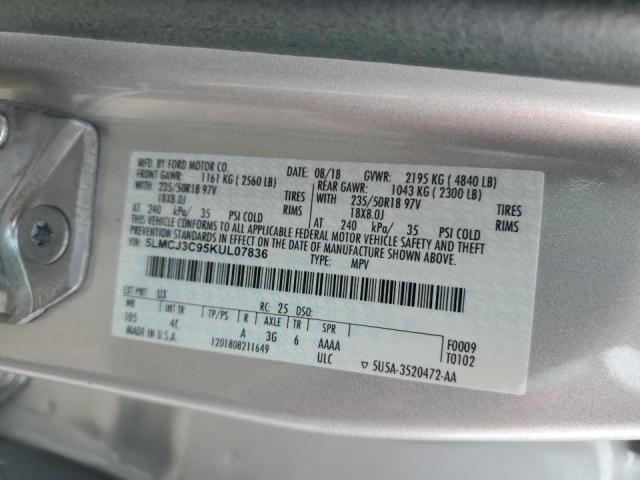 MFD. BY FORD MOTOR CO.
DATE: 08/18 GVWR: 2195 KG ( 4840 LB)
FRONT GAWR: 1161 KG ( 2560 LB)
REAR GAWR: 1043 KG ( 2300 LB)
WITH 235/50R18 97V TIRES
WITH 235/50R18 97V TIRES
18X8.0J RIMS
18X8.0J RIMS
AT 240 kPa/ 35 PSI COLD
AT 240 kPa/ 35 PSI COLD
THIS VEHICLE CONFORMS TO ALL APPLICABLE FEDERAL MOTOR VEHICLE SAFETY AND THEFT
PREVENTION STANDARDS IN EFFECT ON THE DATE OF MANUFACTURE SHOWN ABOVE.
VIN: 5LMCJ3C95KUL07836
TYPE: MPV
EXT PNT: UX RC: 25 DSO:
WB INT TR TP/PS R AXLE TR SPR
105 4C A 3G 6 AAAA
F0009
T0102
MADE IN U.S.A. 1201808211649 ULC
▽ 5U5A-3520472-AA